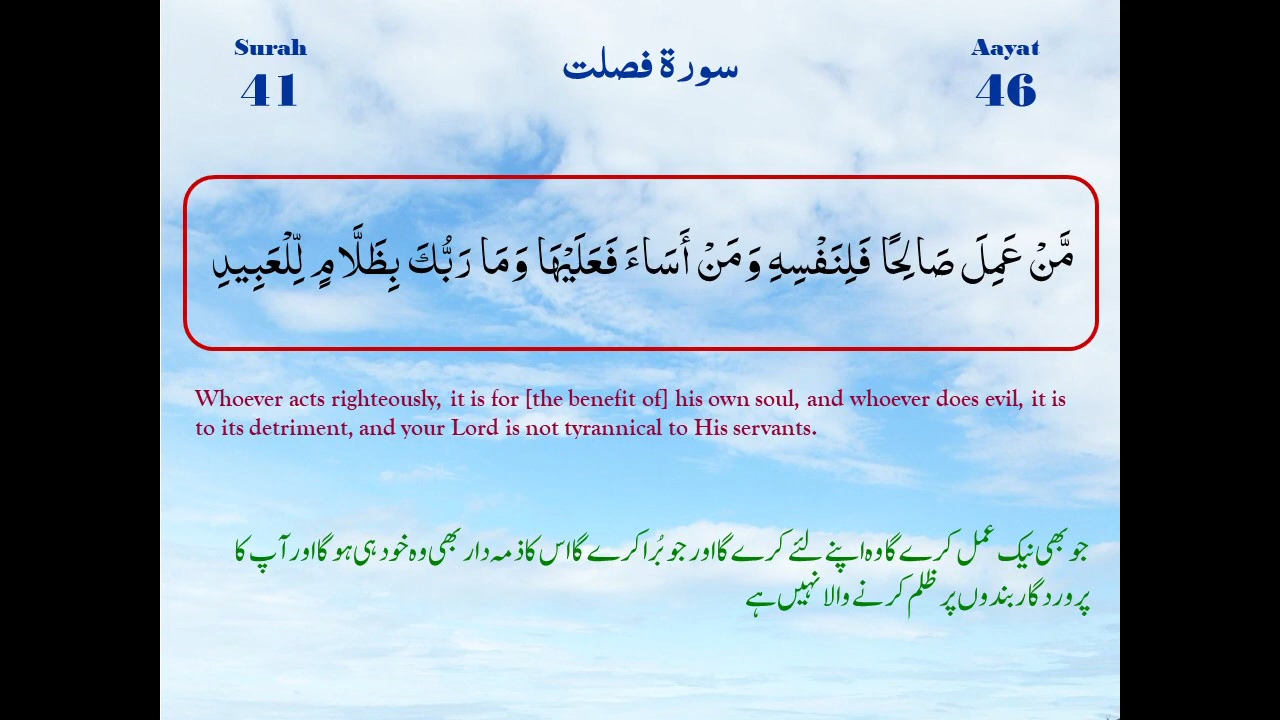 Surah
41
سورة فصلت
Aayat
46
مَّنْ عَمِلَ صَالِحًا فَلِنَفْسِهِ وَمَنْ أَسَاءَ فَعَلَيْهَا وَمَا رَبُّكَ بِظَلَّامٍ لِّلْعَبِيدِ
Whoever acts righteously, it is for [the benefit of] his own soul, and whoever does evil, it is
to its detriment, and your Lord is not tyrannical to His servants.
جو بھی نیک عمل کرے گا وہ اپنے لئے کرے گا اور جو بُرا کرے گا اس کا ذمہ دار بھی وہ خود ہی ہوگا اور آپ کا
پروردگار بندوں پر ظلم کرنے والا نہیں ہے